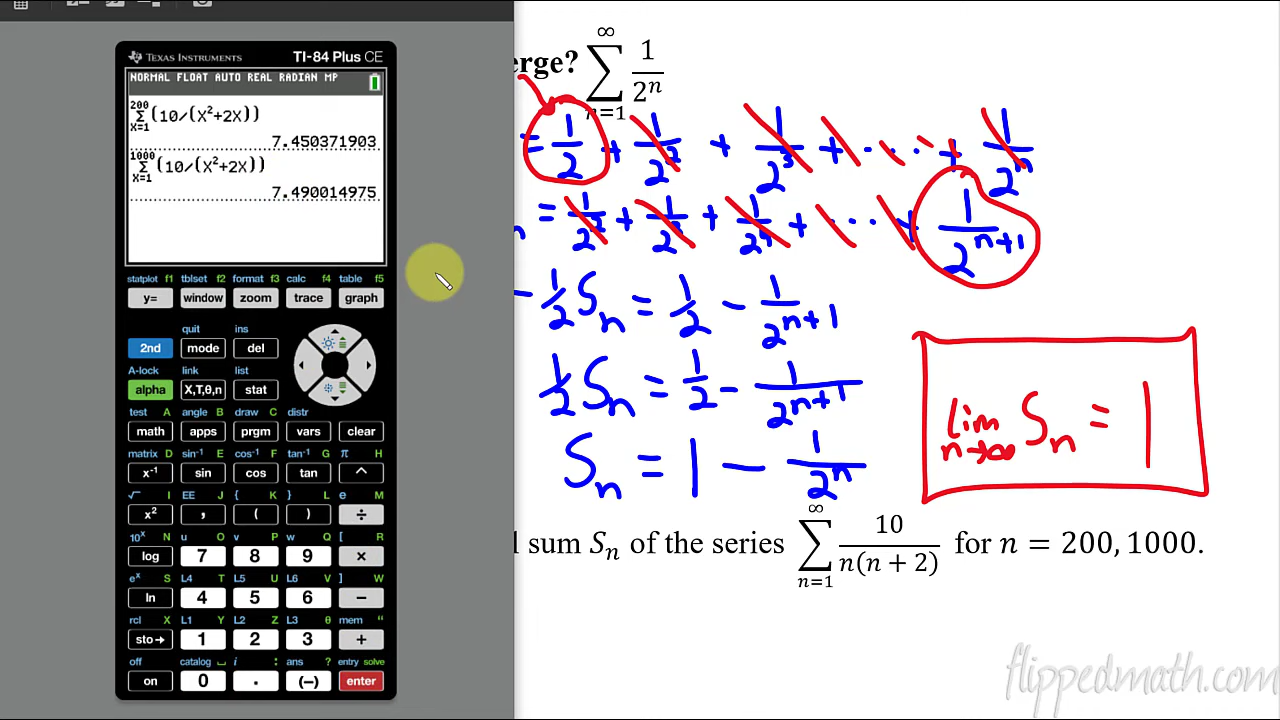 TEXAS INSTRUMENTS TI-84 Plus CE
NORMAL FLOAT AUTO REAL RADIAN MP
200 Σ X=1 (10/(X²+2X))
7.450371903
1000 Σ X=1 (10/(X²+2X))
7.490014975
statplot f1 tblset f2 format f3 calc f4 table f5
y= window zoom trace graph
quit ins
2nd mode del
A-lock link list
alpha X,T,θ,n stat
test A angle B draw C distr
math apps prgm vars clear
matrix D sin⁻¹ E cos⁻¹ F tan⁻¹ G π H
x⁻¹ sin cos tan ^
√ I EE J { K } L e M
x² , ( ) ÷
10ˣ N u O v P w Q [ R
log 7 8 9 ×
eˣ S L4 T L5 U L6 V ] W
ln 4 5 6 −
rcl X L1 Y L2 Z L3 θ mem "
sto→ 1 2 3 +
off catalog ␣ i : ans ? entry solve
on 0 . (−) enter
erge? ∞ Σ n=1 1/2ⁿ
= 1/2 + 1/2² + 1/2³ + ... + 1/2ⁿ
n = 1/2² + 1/2³ + 1/2⁴ + ... + 1/2ⁿ⁺¹
− 1/2 Sₙ = 1/2 − 1/2ⁿ⁺¹
1/2 Sₙ = 1/2 − 1/2ⁿ⁺¹
Sₙ = 1 − 1/2ⁿ
lim n→∞ Sₙ = 1
l sum Sₙ of the series ∞ Σ n=1 10/n(n + 2) for n = 200, 1000.
flippedmath.com